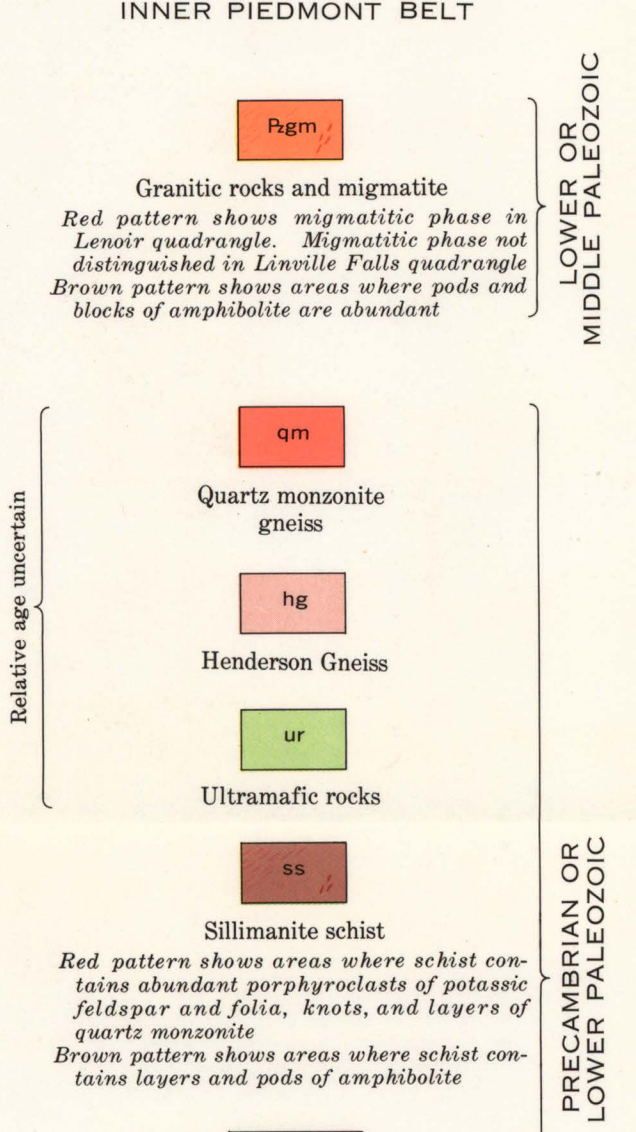 INNER PIEDMONT BELT
Pzgm
Granitic rocks and migmatite
Red pattern shows migmatitic phase in
Lenoir quadrangle. Migmatitic phase not
distinguished in Linville Falls quadrangle
Brown pattern shows areas where pods and
blocks of amphibolite are abundant
LOWER OR
MIDDLE PALEOZOIC
Relative age uncertain
qm
Quartz monzonite
gneiss
hg
Henderson Gneiss
ur
Ultramafic rocks
ss
Sillimanite schist
Red pattern shows areas where schist con-
tains abundant porphyroclasts of potassic
feldspar and folia, knots, and layers of
quartz monzonite
Brown pattern shows areas where schist con-
tains layers and pods of amphibolite
PRECAMBRIAN OR
LOWER PALEOZOIC